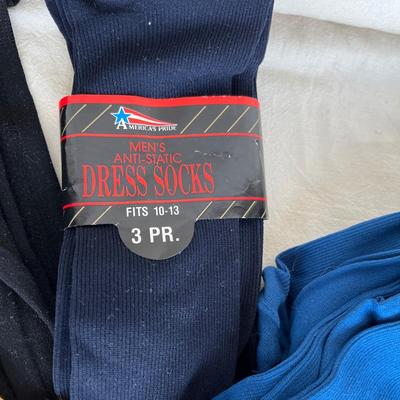 AMERICA'S PRIDE
MEN'S
ANTI-STATIC
DRESS SOCKS
FITS 10-13
3 PR.